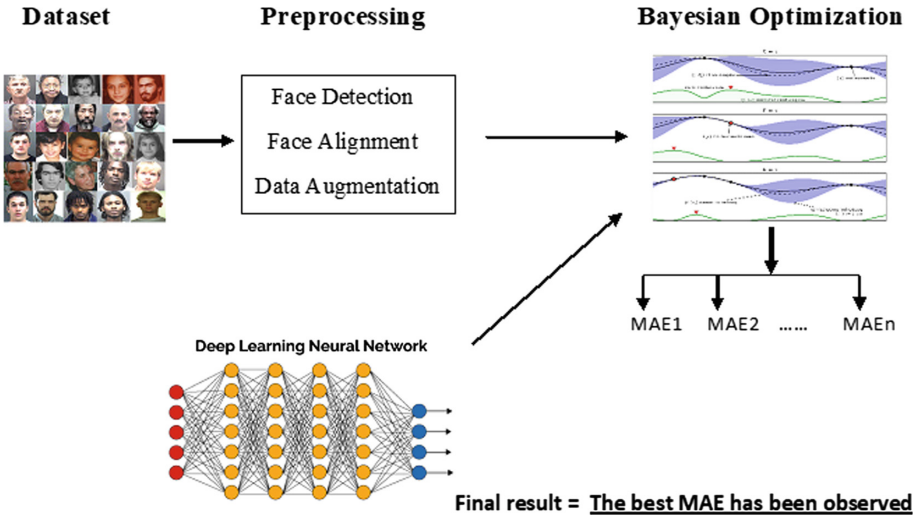 Dataset
Preprocessing
Bayesian Optimization
Face Detection
Face Alignment
Data Augmentation
MAE1
MAE2
......
MAEn
Deep Learning Neural Network
Final result = The best MAE has been observed